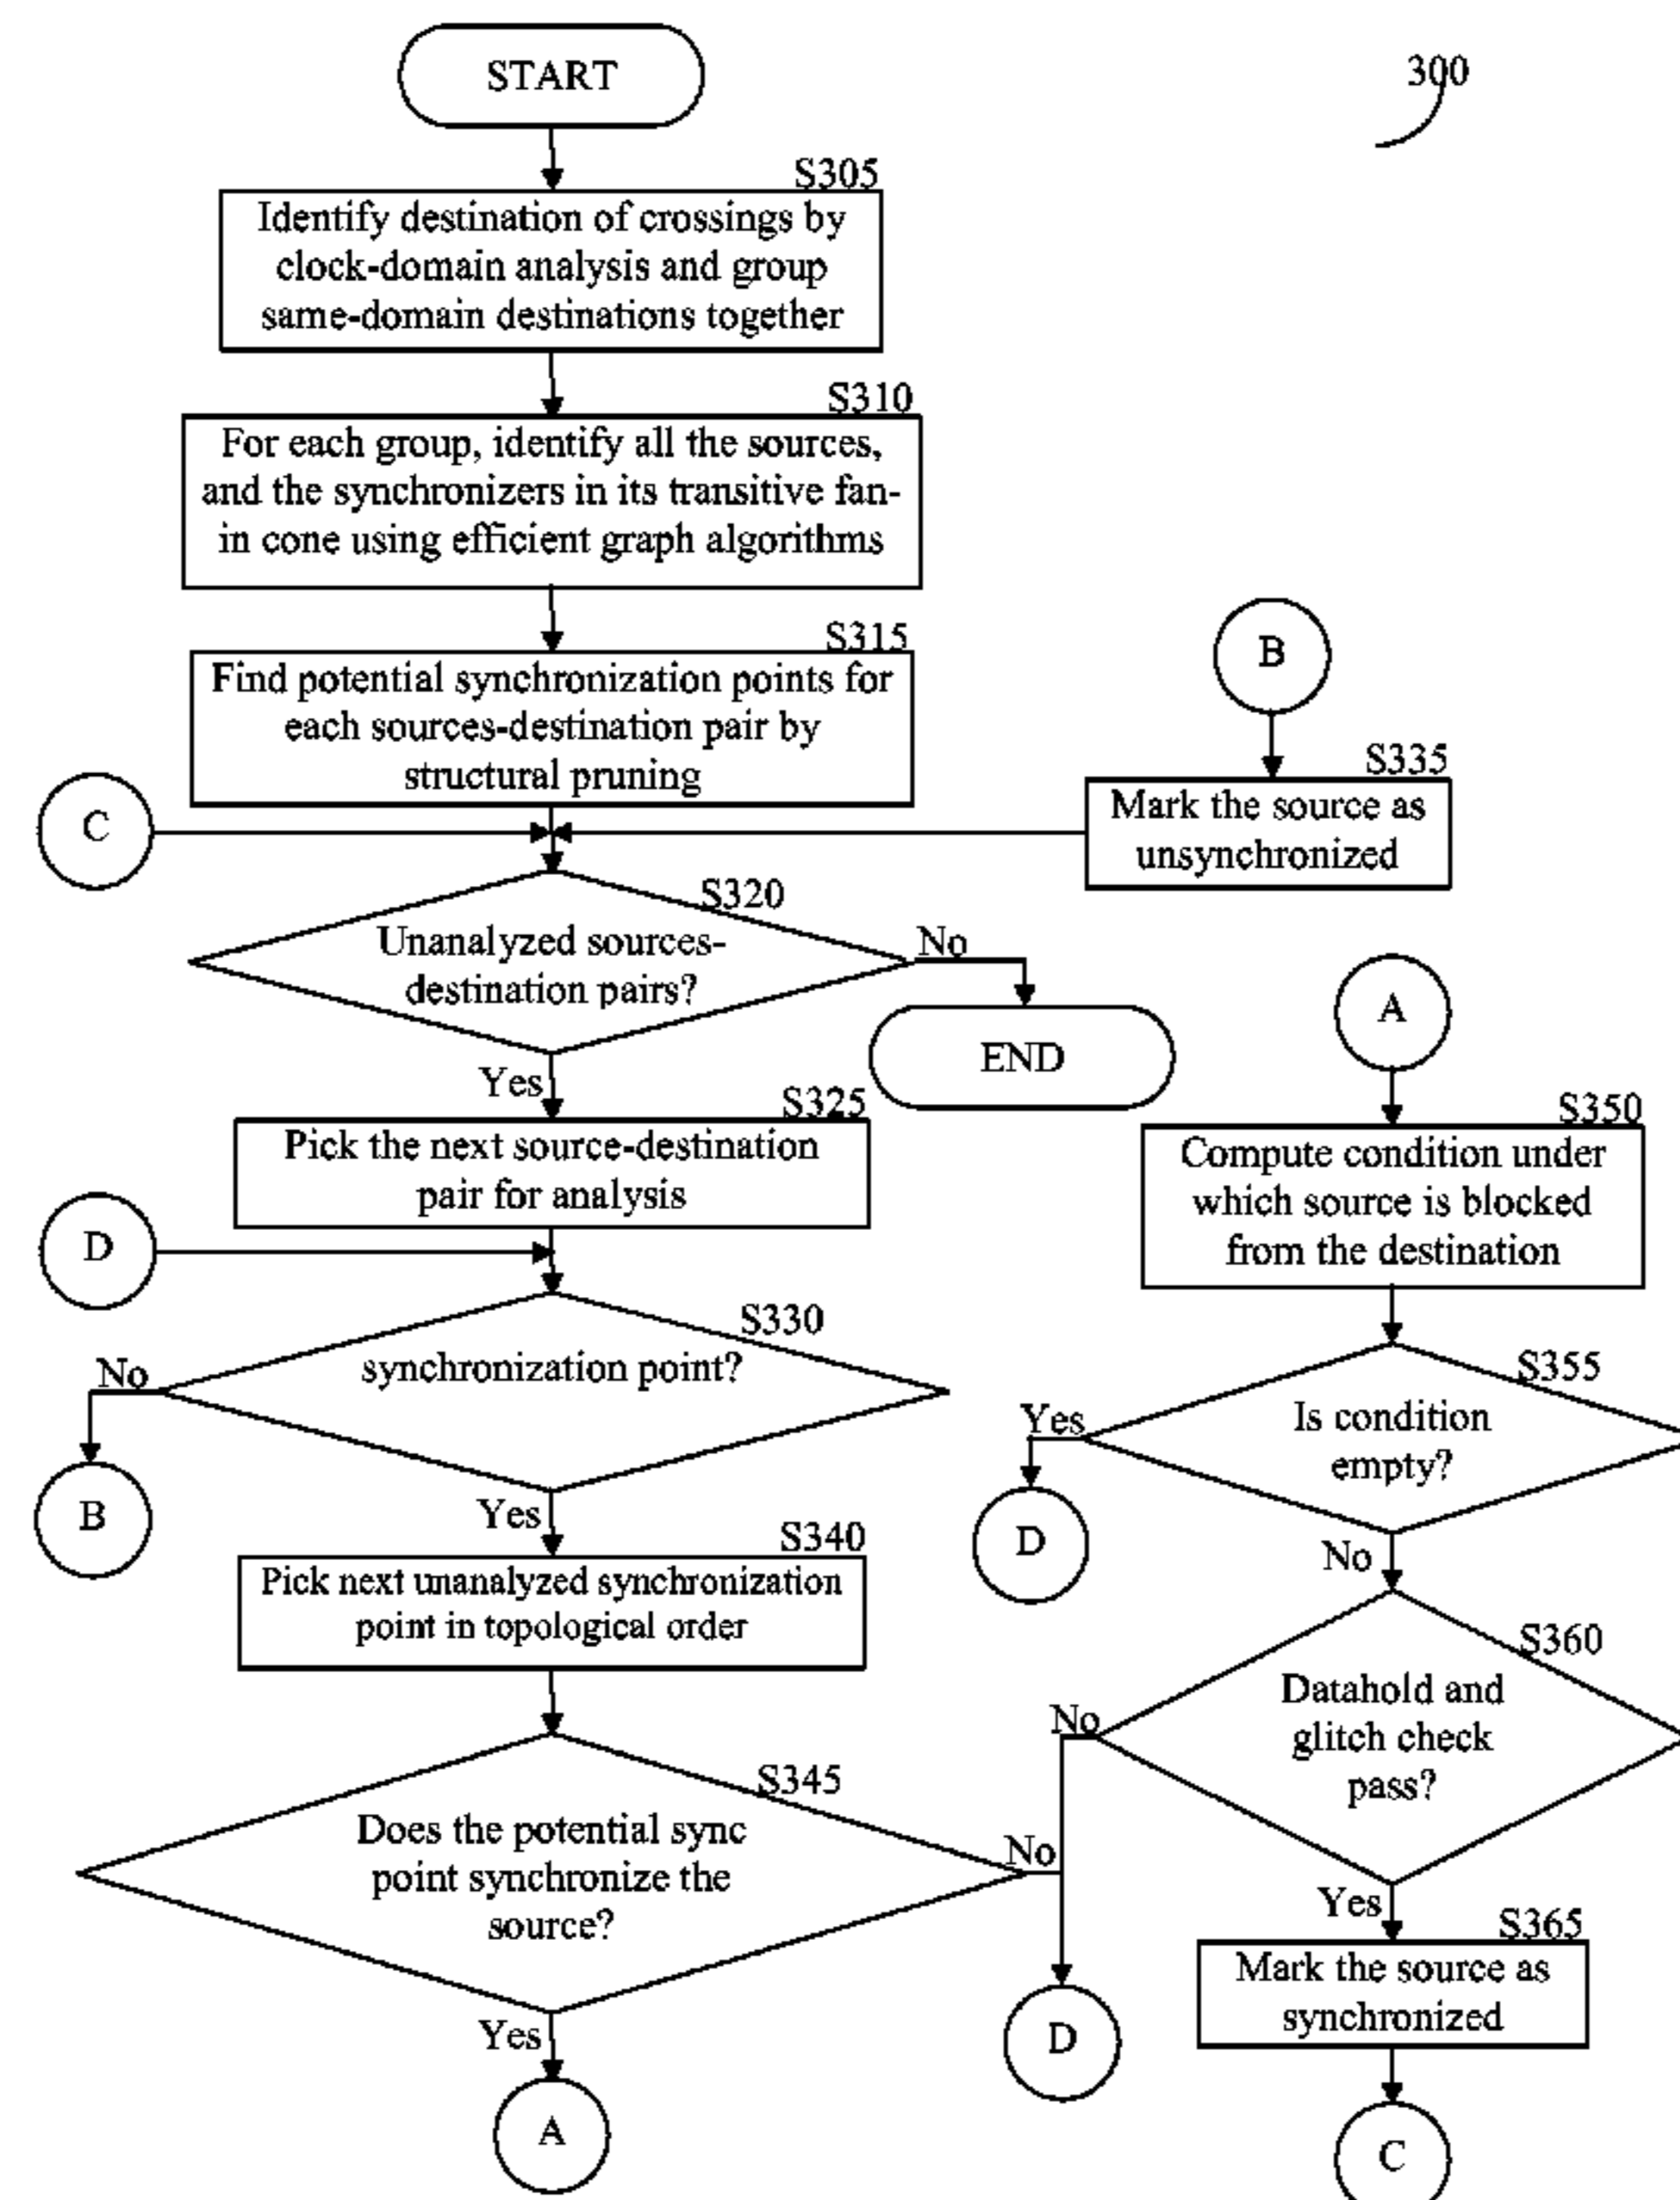 START
300
S305
Identify destination of crossings by
clock-domain analysis and group
same-domain destinations together
S310
For each group, identify all the sources,
and the synchronizers in its transitive fan-
in cone using efficient graph algorithms
S315
Find potential synchronization points for
each sources-destination pair by
structural pruning
B
S335
Mark the source as
unsynchronized
C
S320
Unanalyzed sources-
destination pairs?
No
END
Yes
S325
Pick the next source-destination
pair for analysis
D
S330
synchronization point?
No
B
Yes
S340
Pick next unanalyzed synchronization
point in topological order
S345
Does the potential sync
point synchronize the
source?
No
D
Yes
A
A
S350
Compute condition under
which source is blocked
from the destination
S355
Is condition
empty?
Yes
D
No
S360
Datahold and
glitch check
pass?
No
Yes
S365
Mark the source as
synchronized
C